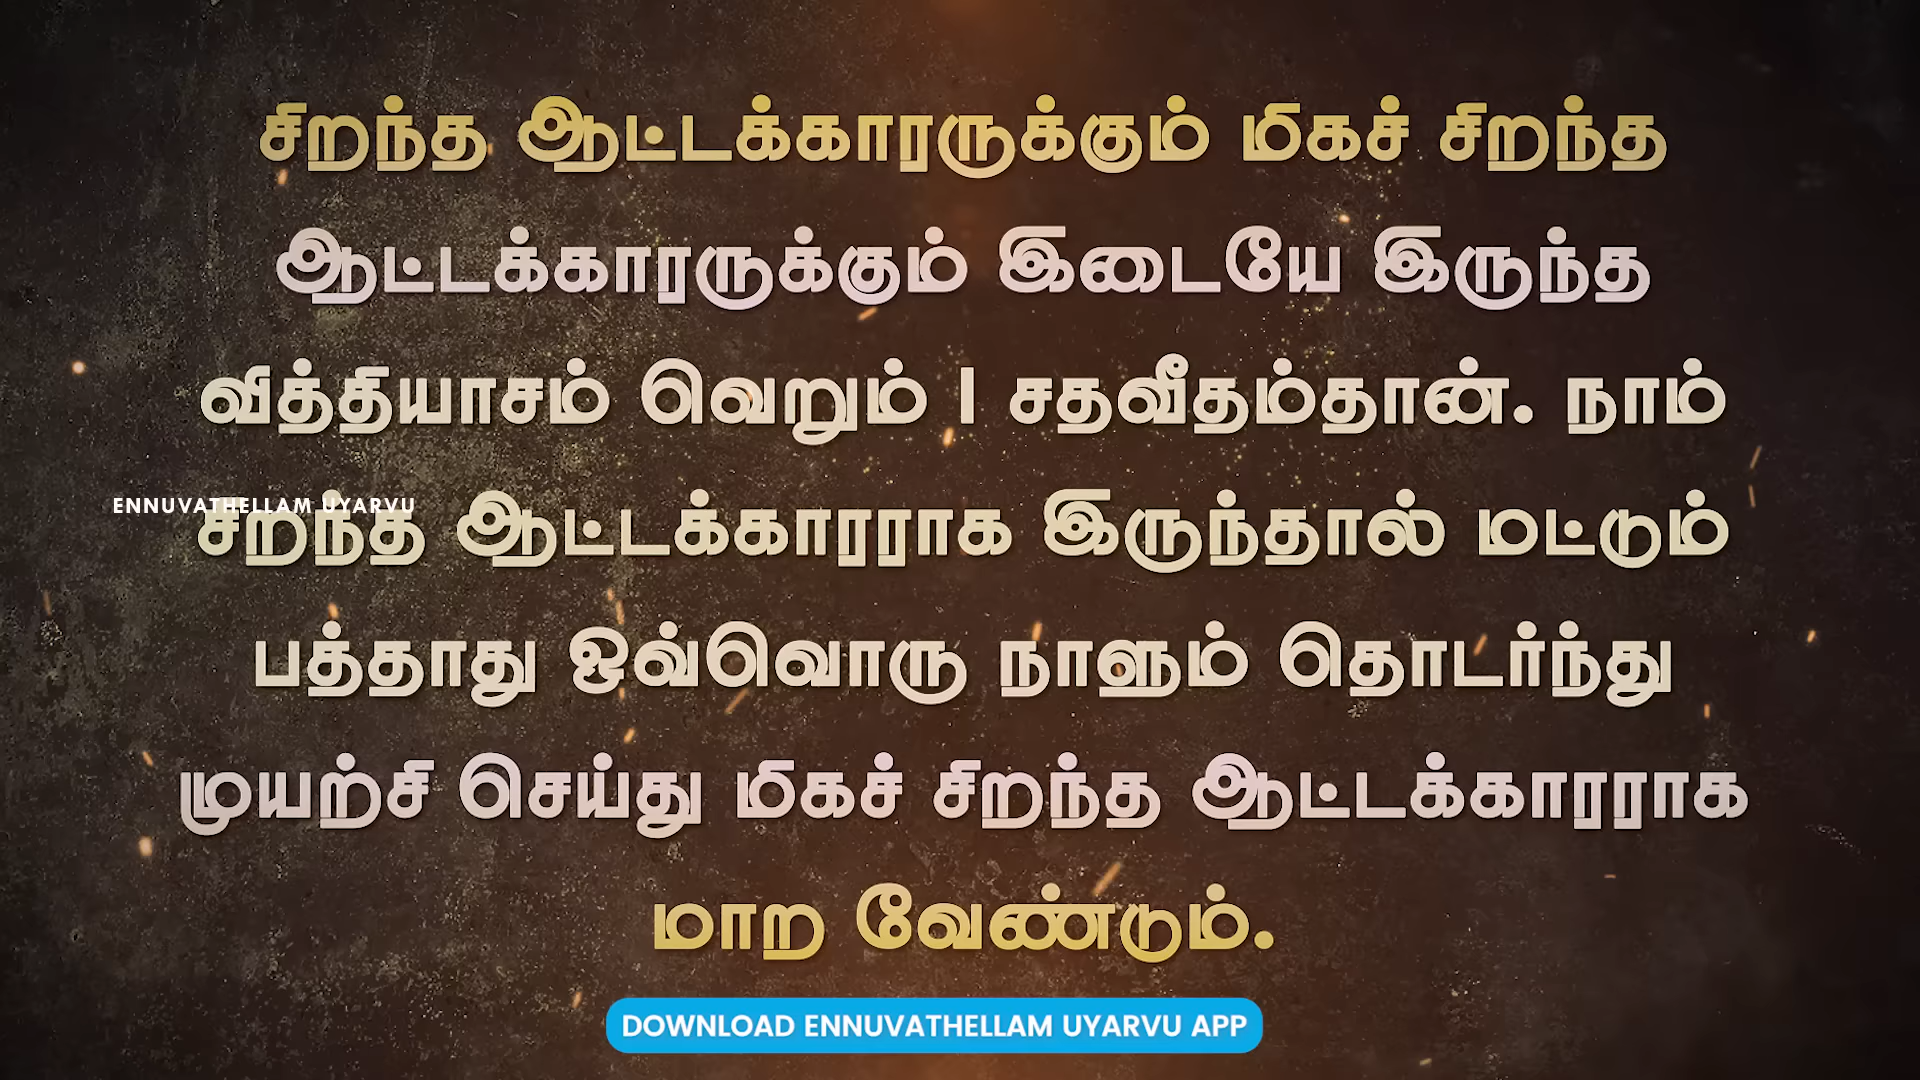 சிறந்த ஆட்டக்காரருக்கும் மிகச் சிறந்த
ஆட்டக்காரருக்கும் இடையே இருந்த
வித்தியாசம் வெறும் 1 சதவீதம்தான். நாம்
ENNUVATHELLAM UYARVU
சிறந்த ஆட்டக்காரராக இருந்தால் மட்டும்
பத்தாது ஒவ்வொரு நாளும் தொடர்ந்து
முயற்சி செய்து மிகச் சிறந்த ஆட்டக்காரராக
மாற வேண்டும்.
DOWNLOAD ENNUVATHELLAM UYARVU APP